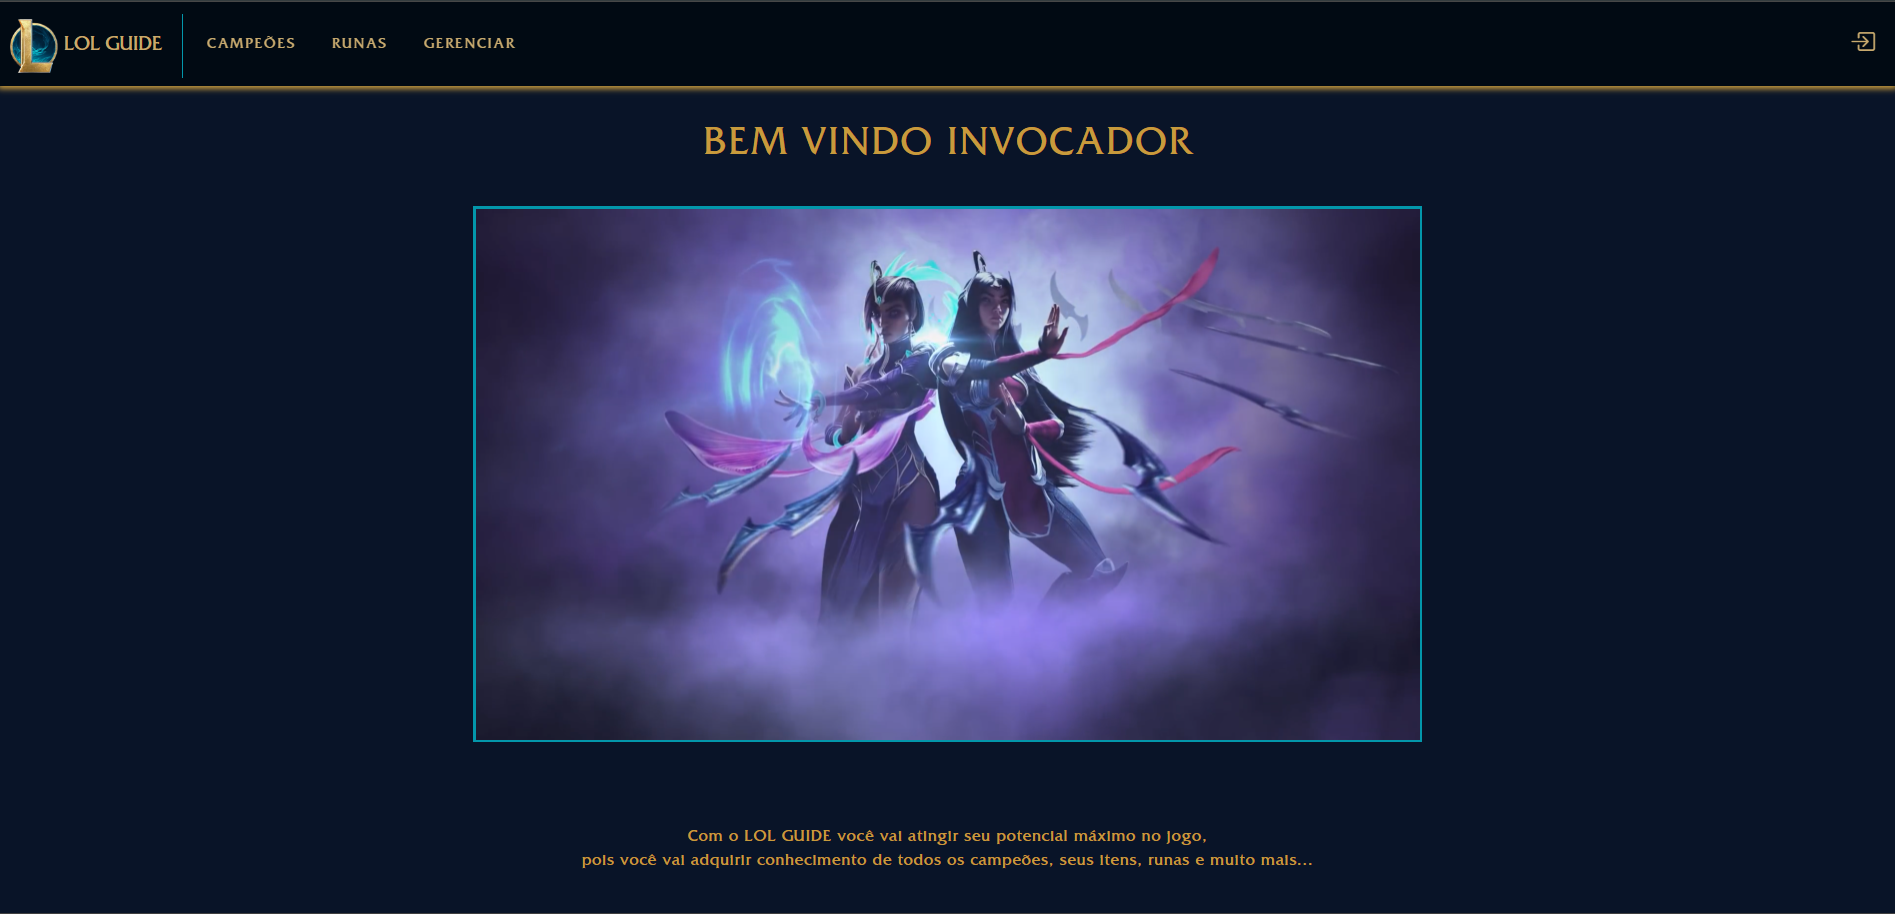 LOL GUIDE
CAMPEÕES
RUNAS
GERENCIAR
BEM VINDO INVOCADOR
Com o LOL GUIDE você vai atingir seu potencial máximo no jogo,
pois você vai adquirir conhecimento de todos os campeões, seus itens, runas e muito mais...